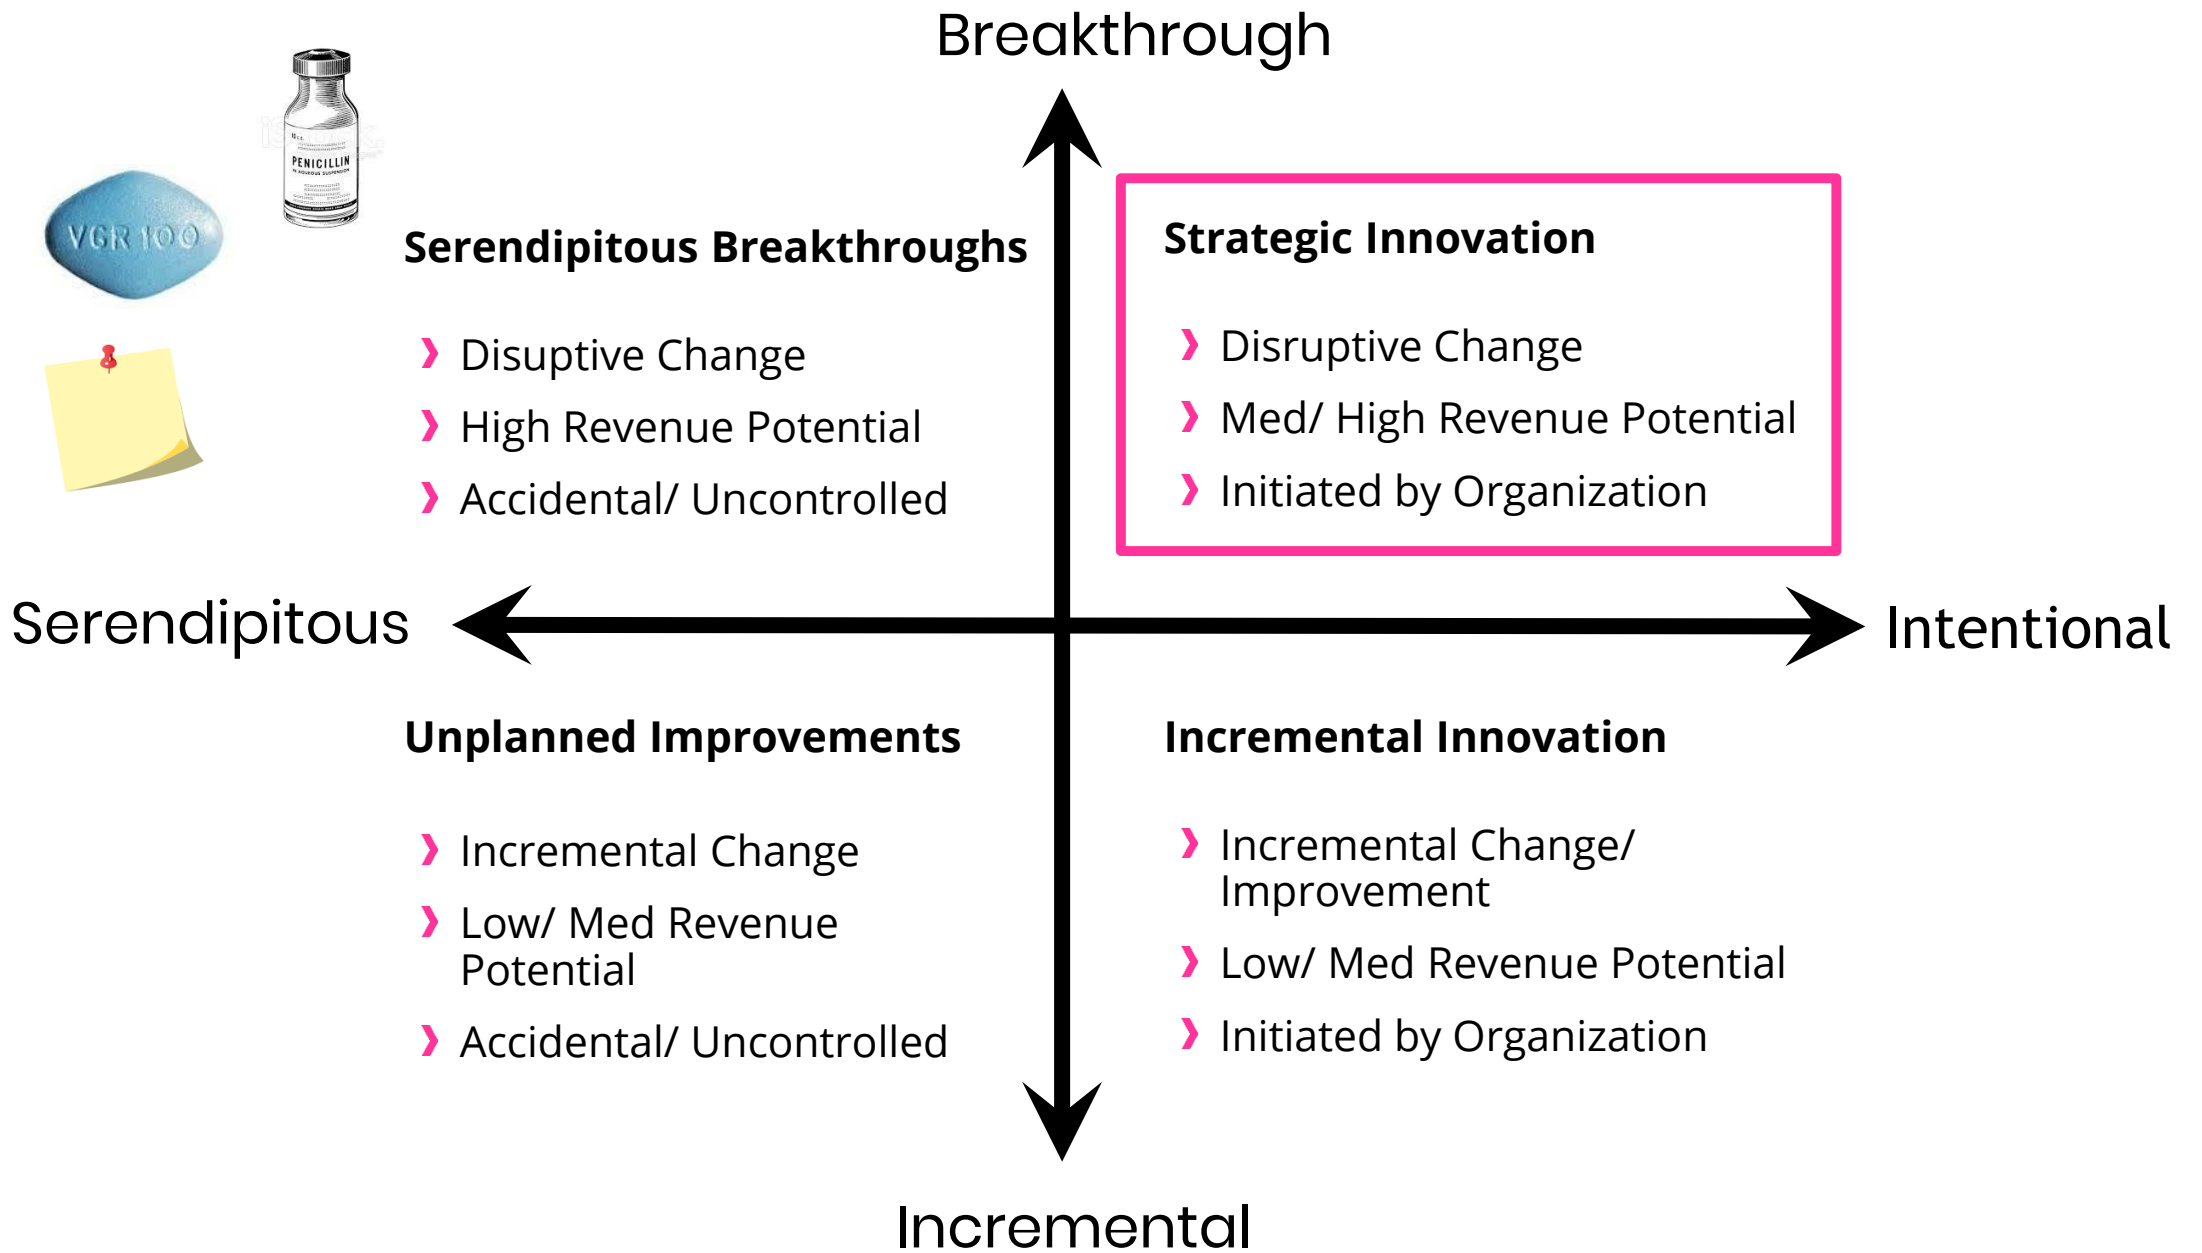 Breakthrough
PENICILLIN
VGR 100
Serendipitous Breakthroughs
Disuptive Change
High Revenue Potential
Accidental/ Uncontrolled
Strategic Innovation
Disruptive Change
Med/ High Revenue Potential
Initiated by Organization
Serendipitous
Intentional
Unplanned Improvements
Incremental Change
Low/ Med Revenue
Potential
Accidental/ Uncontrolled
Incremental Innovation
Incremental Change/
Improvement
Low/ Med Revenue Potential
Initiated by Organization
Incremental